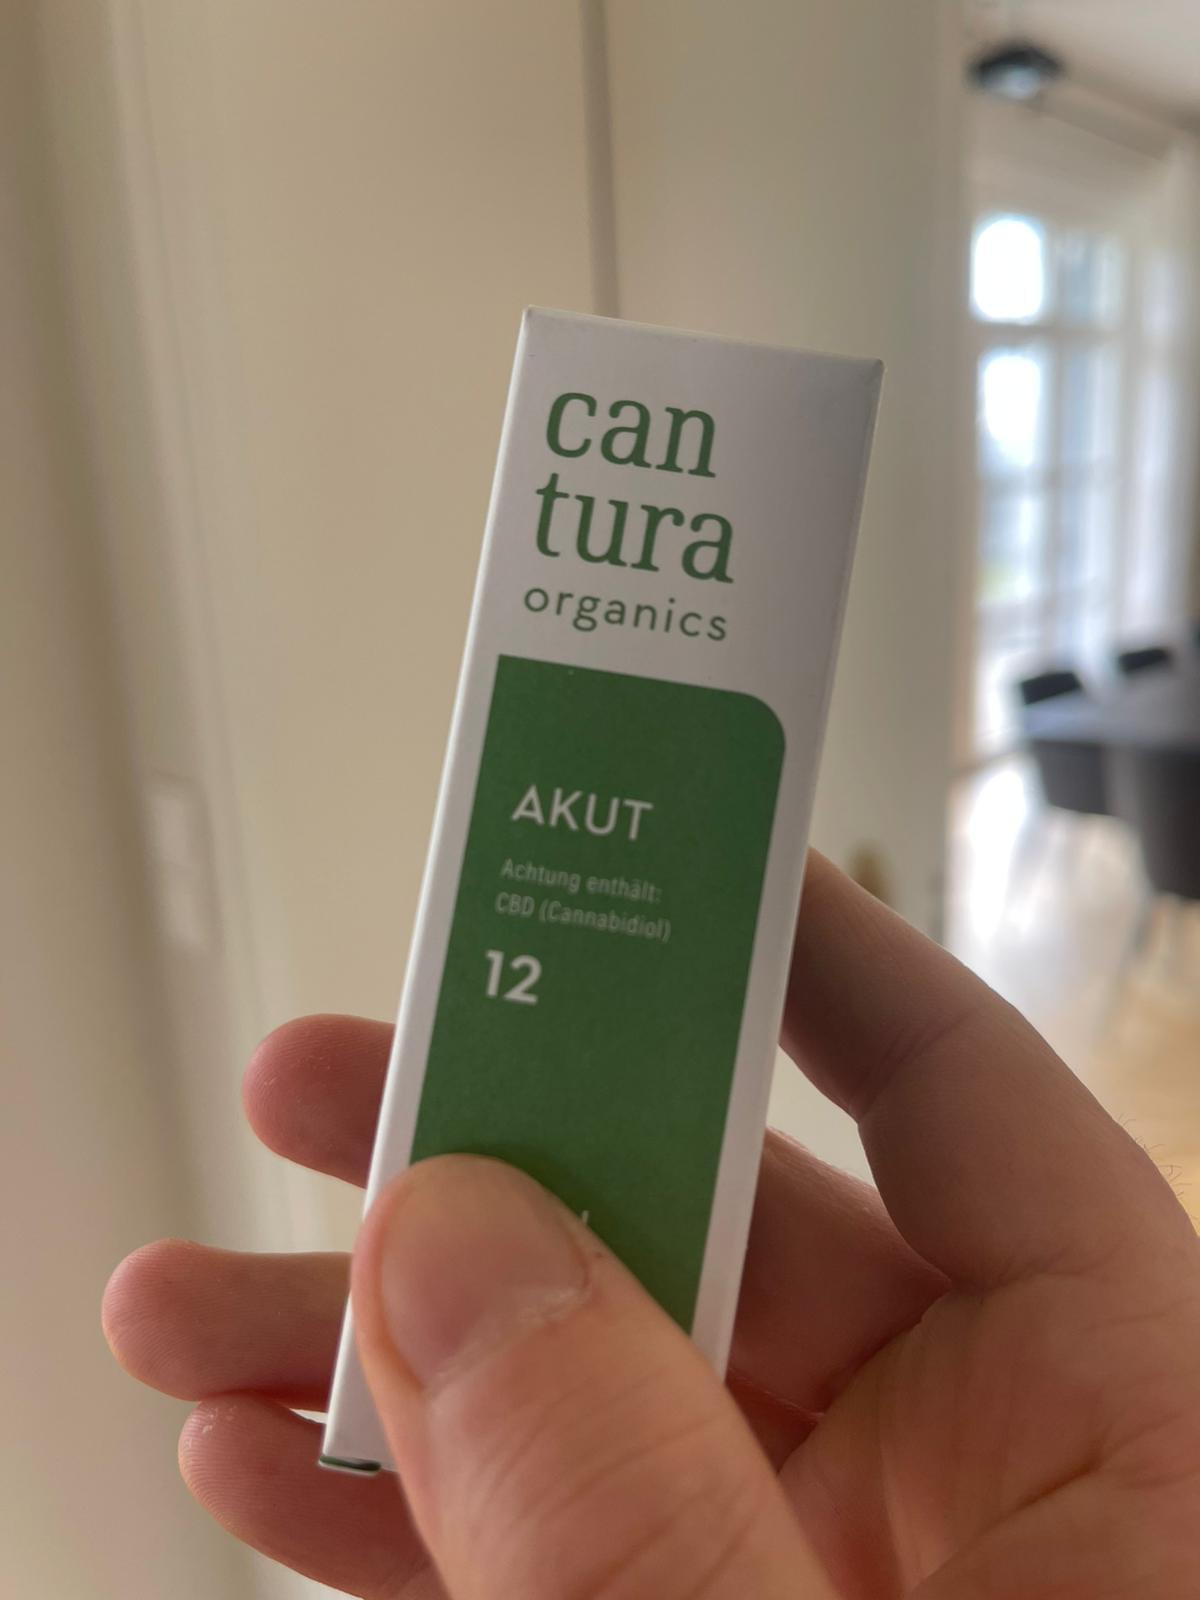 can
tura
organics
AKUT
Achtung enthält:
CBD (Cannabidiol)
12